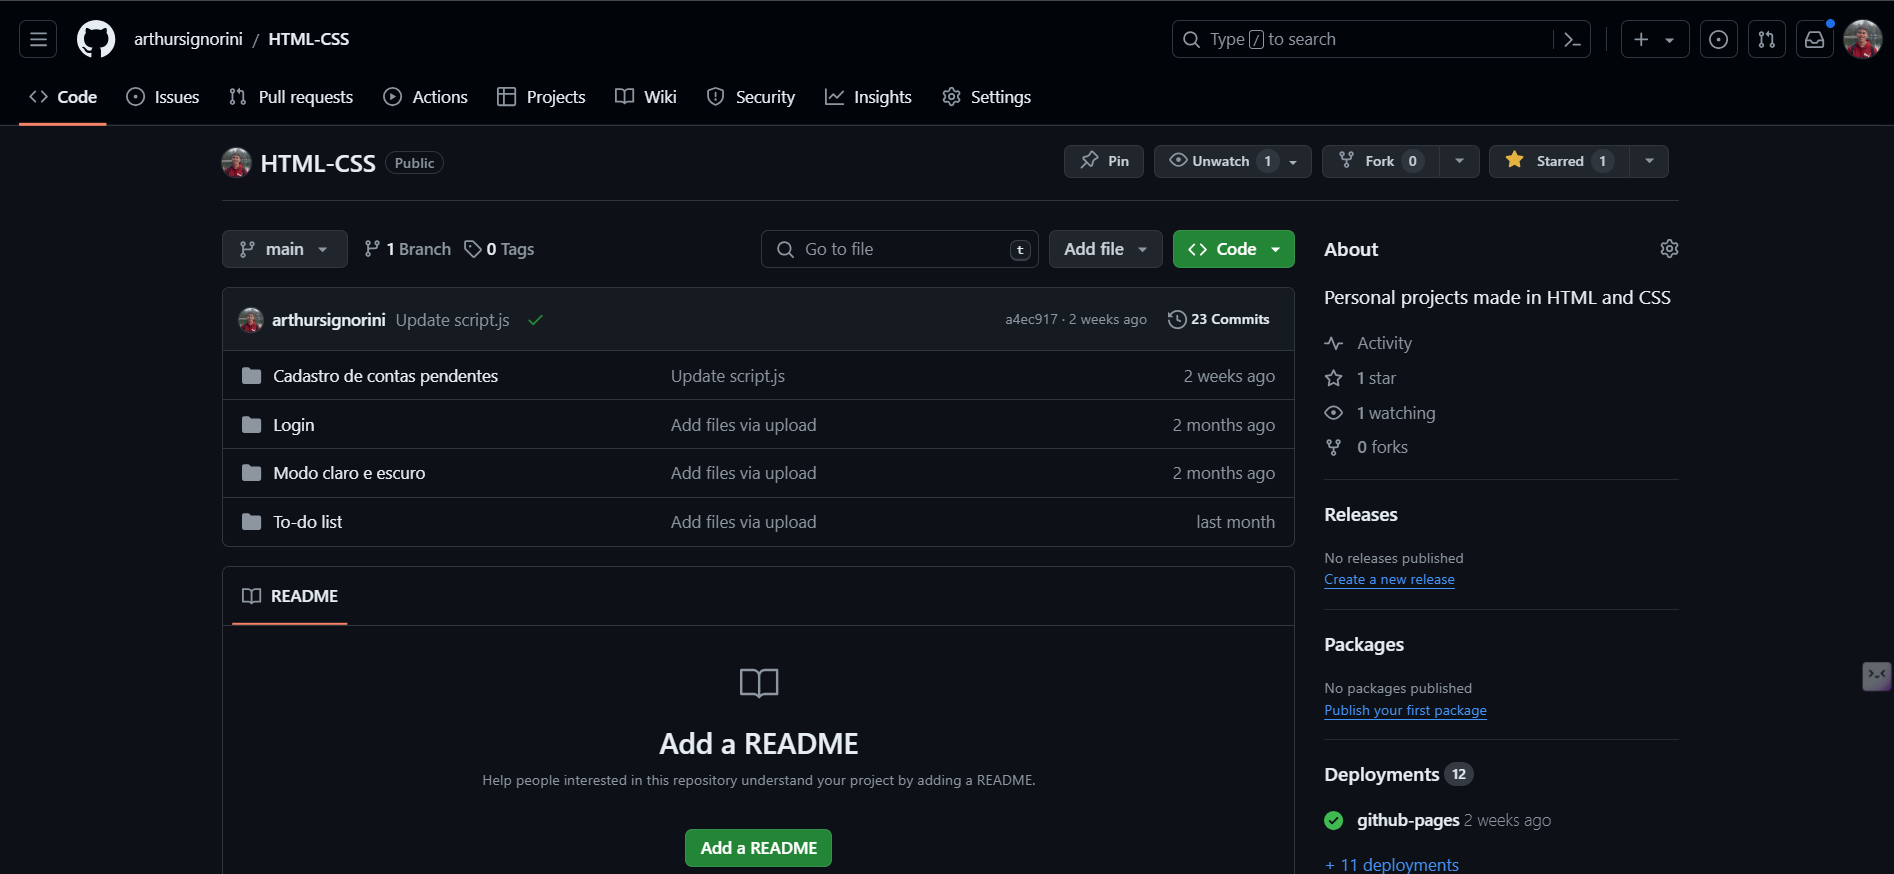 arthursignorini / HTML-CSS
Type / to search
Code
Issues
Pull requests
Actions
Projects
Wiki
Security
Insights
Settings
HTML-CSS Public
Pin
Unwatch 1
Fork 0
Starred 1
main
1 Branch
0 Tags
Go to file t
Add file
Code
arthursignorini Update script.js
a4ec917 · 2 weeks ago
23 Commits
Cadastro de contas pendentes Update script.js 2 weeks ago
Login Add files via upload 2 months ago
Modo claro e escuro Add files via upload 2 months ago
To-do list Add files via upload last month
README
Add a README
Help people interested in this repository understand your project by adding a README.
Add a README
About
Personal projects made in HTML and CSS
Activity
1 star
1 watching
0 forks
Releases
No releases published
Create a new release
Packages
No packages published
Publish your first package
Deployments 12
github-pages 2 weeks ago
+ 11 deployments